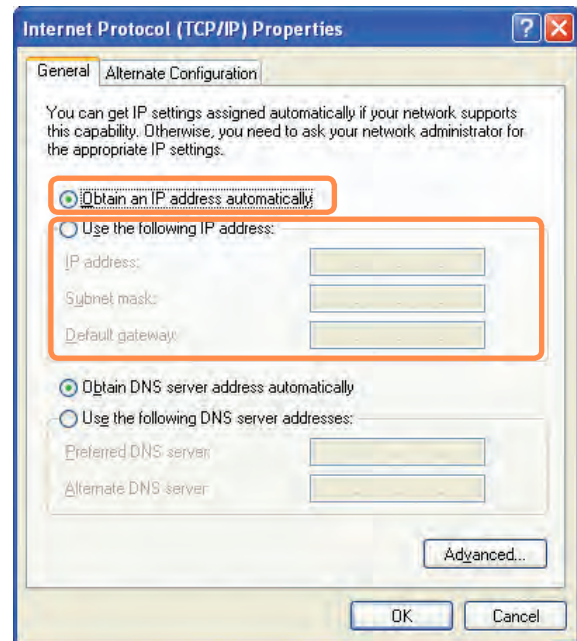 Internet Protocol (TCP/IP) Properties
General
Alternate Configuration
You can get IP settings assigned automatically if your network supports
this capability. Otherwise, you need to ask your network administrator for
the appropriate IP settings.
Obtain an IP address automatically
Use the following IP address:
IP address:
Subnet mask:
Default gateway:
Obtain DNS server address automatically
Use the following DNS server addresses:
Preferred DNS server:
Alternate DNS server:
Advanced...
OK
Cancel